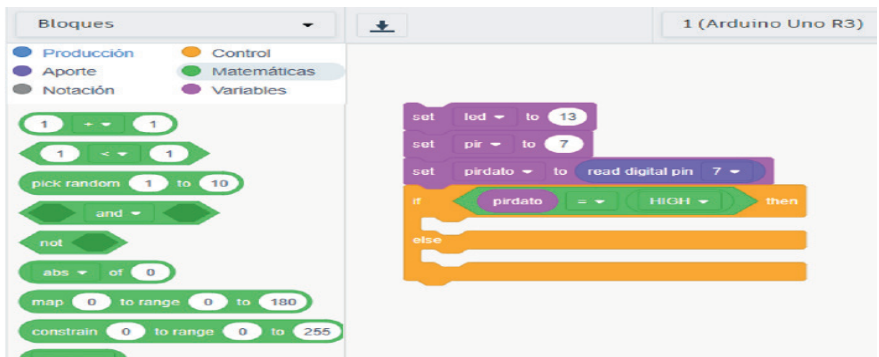 Bloques
1 (Arduino Uno R3)
Producción Control
Aporte Matemáticas
Notación Variables
1 + 1
1 < 1
pick random 1 to 10
and
not
abs of 0
map 0 to range 0 to 180
constrain 0 to range 0 to 255
set led to 13
set pir to 7
set pirdato to read digital pin 7
if pirdato = HIGH then
else